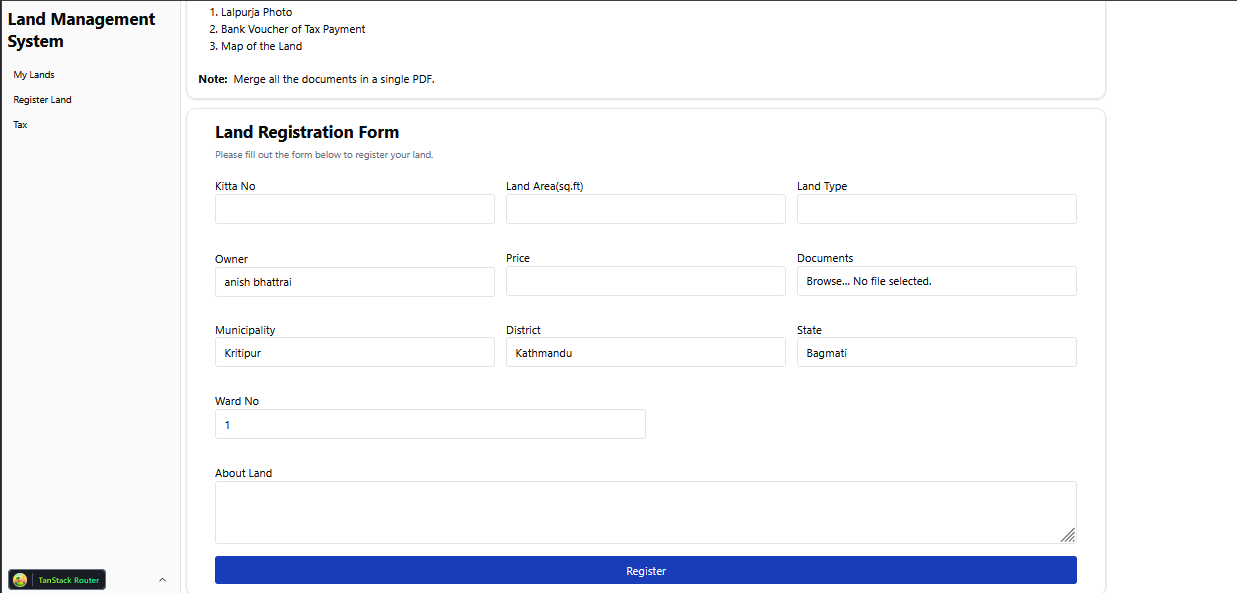 Land Management
System
My Lands
Register Land
Tax
1. Lalpurja Photo
2. Bank Voucher of Tax Payment
3. Map of the Land
Note: Merge all the documents in a single PDF.
Land Registration Form
Please fill out the form below to register your land.
Kitta No Land Area(sq.ft) Land Type
Owner Price Documents
anish bhattrai Browse... No file selected.
Municipality District State
Kritipur Kathmandu Bagmati
Ward No
1
About Land
Register
TanStack Router